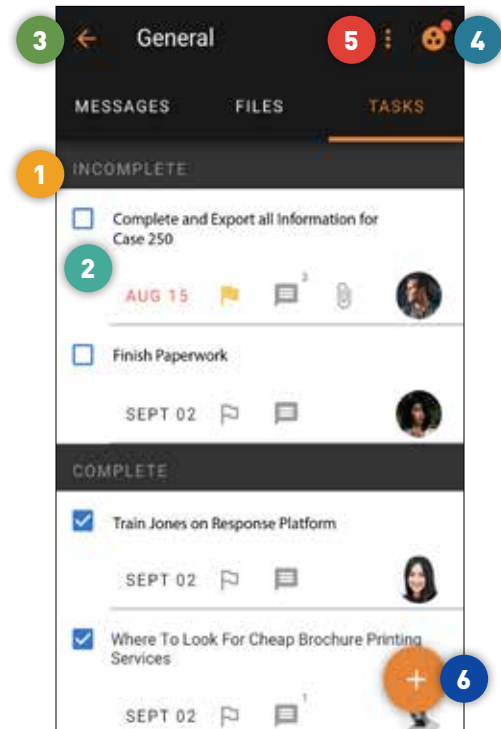 3 General 5 4
MESSAGES FILES TASKS
1 INCOMPLETE
Complete and Export all Information for
Case 250
2
AUG 15 3
Finish Paperwork
SEPT 02
COMPLETE
Train Jones on Response Platform
SEPT 02
Where To Look For Cheap Brochure Printing
Services
+ 6
SEPT 02 1